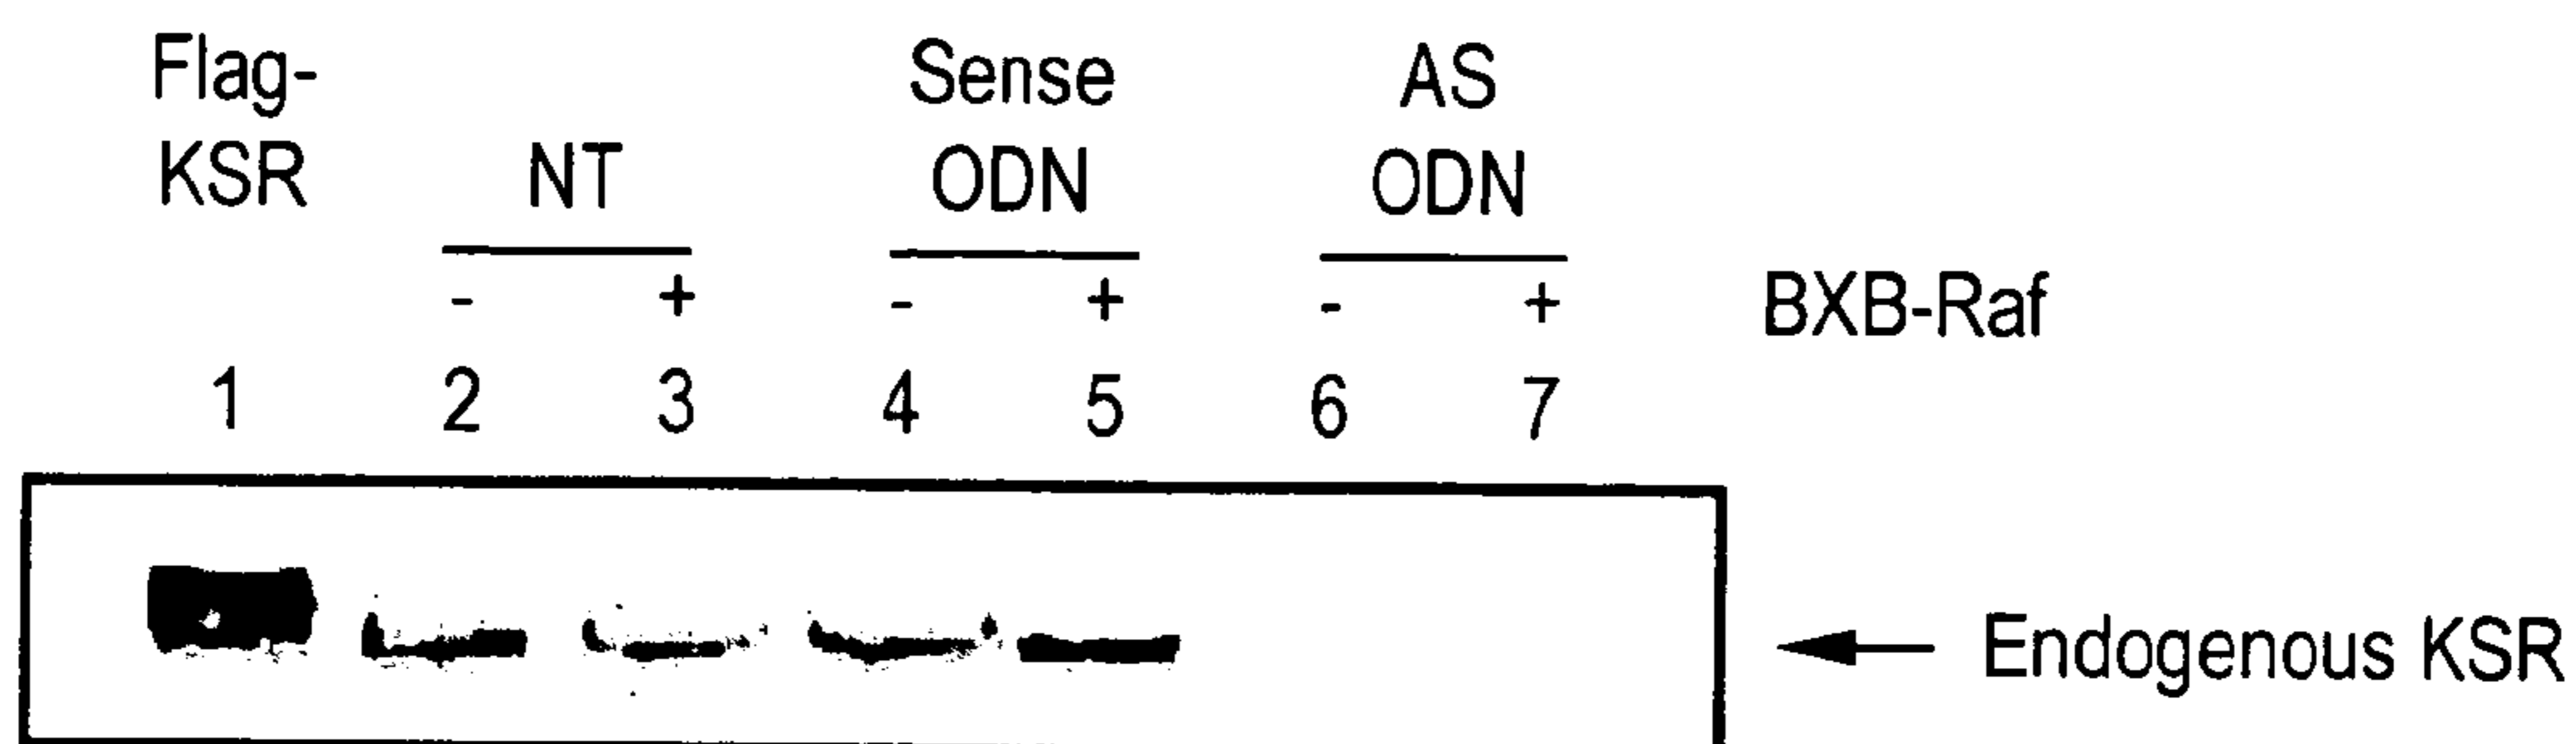 Flag-
KSR
NT
Sense
ODN
AS
ODN
- + - + - + BXB-Raf
1 2 3 4 5 6 7
Endogenous KSR